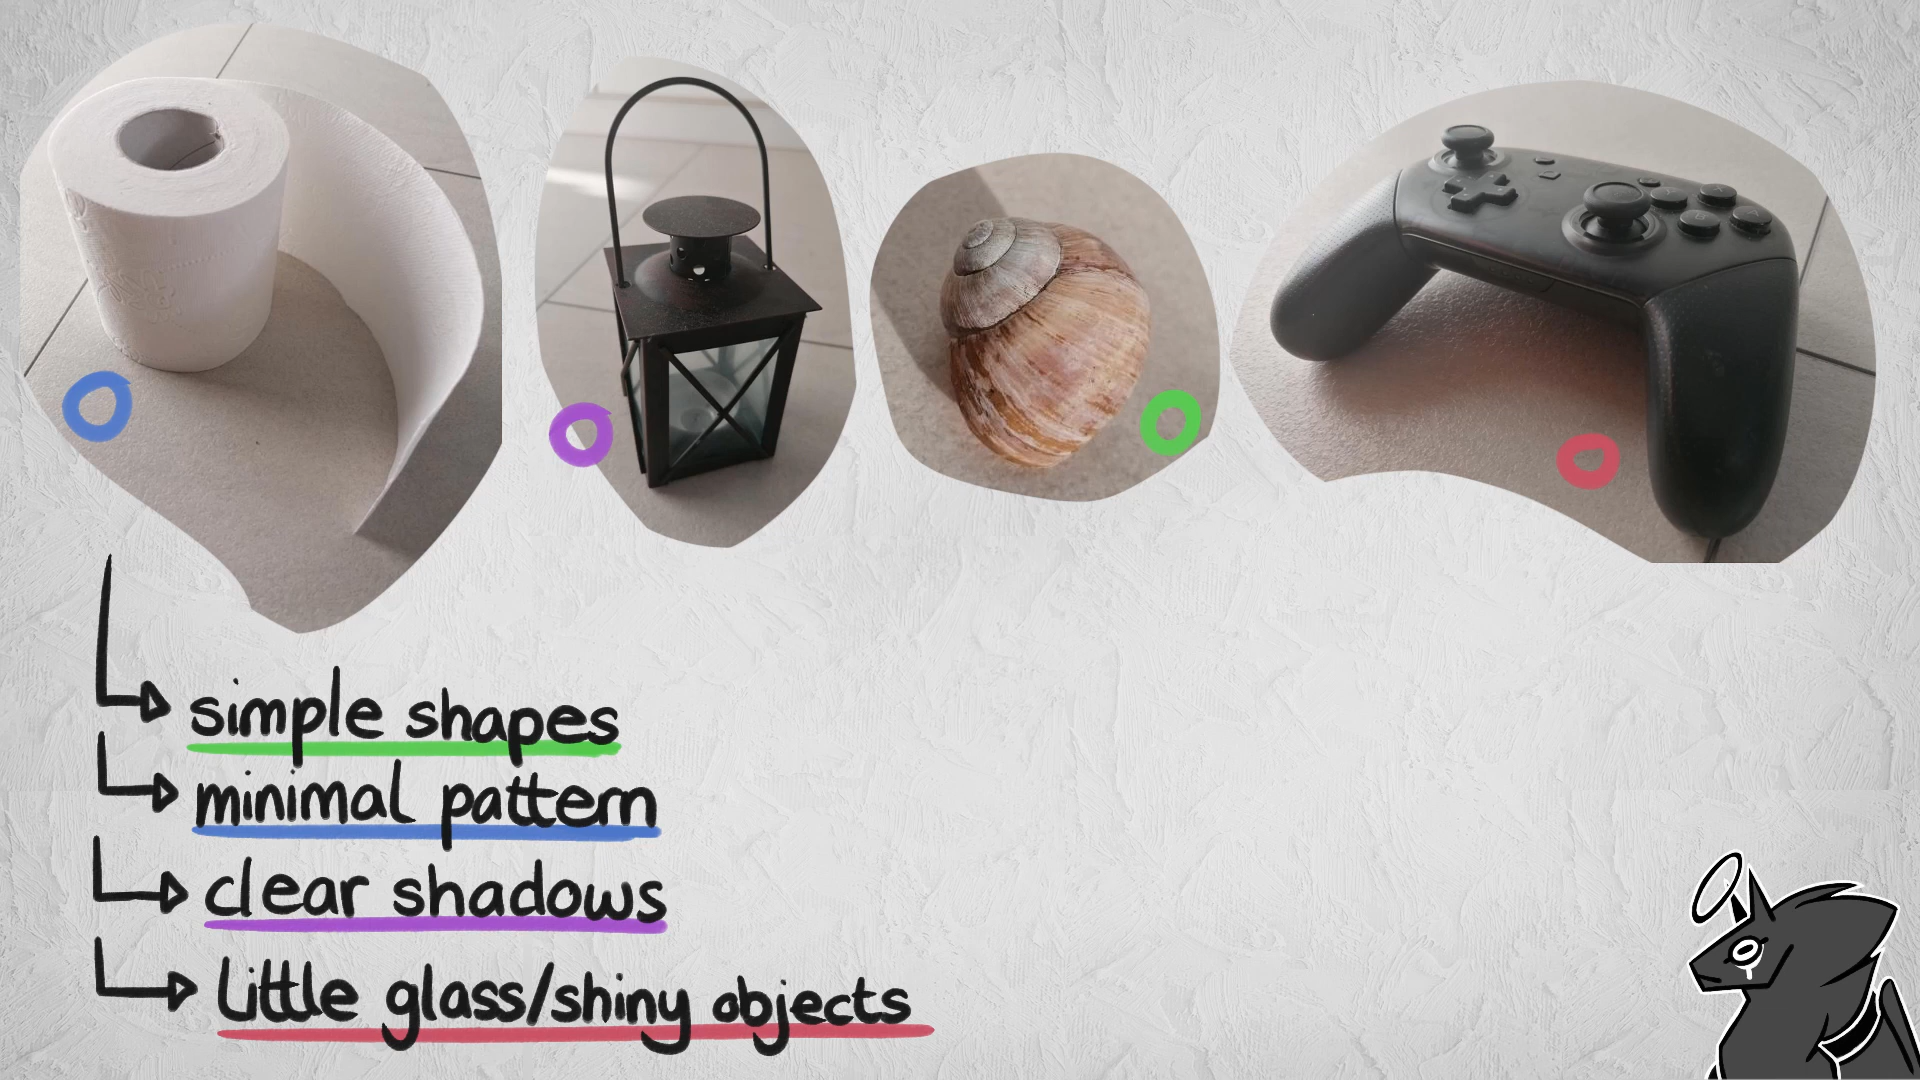 simple shapes
minimal pattern
clear shadows
Little glass/shiny objects